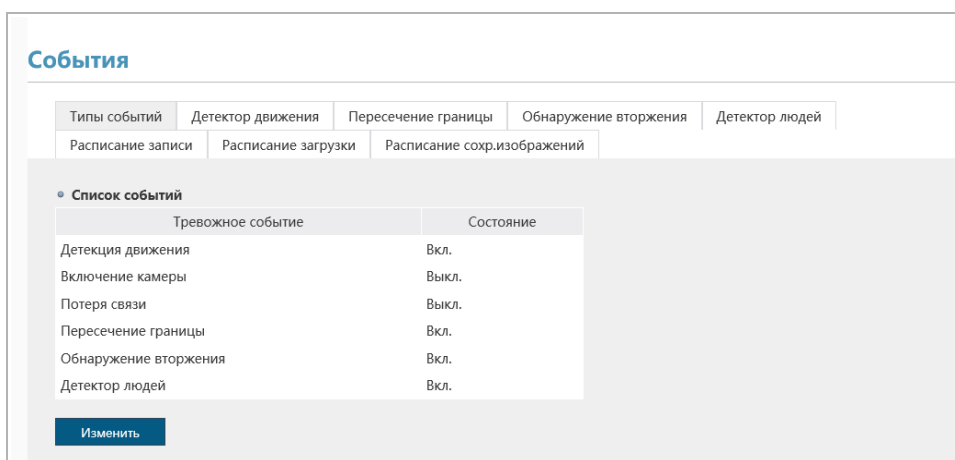 События
Типы событий Детектор движения Пересечение границы Обнаружение вторжения Детектор людей
Расписание записи Расписание загрузки Расписание сохр.изображений
Список событий
Тревожное событие Состояние
Детекция движения Вкл.
Включение камеры Выкл.
Потеря связи Выкл.
Пересечение границы Вкл.
Обнаружение вторжения Вкл.
Детектор людей Вкл.
Изменить